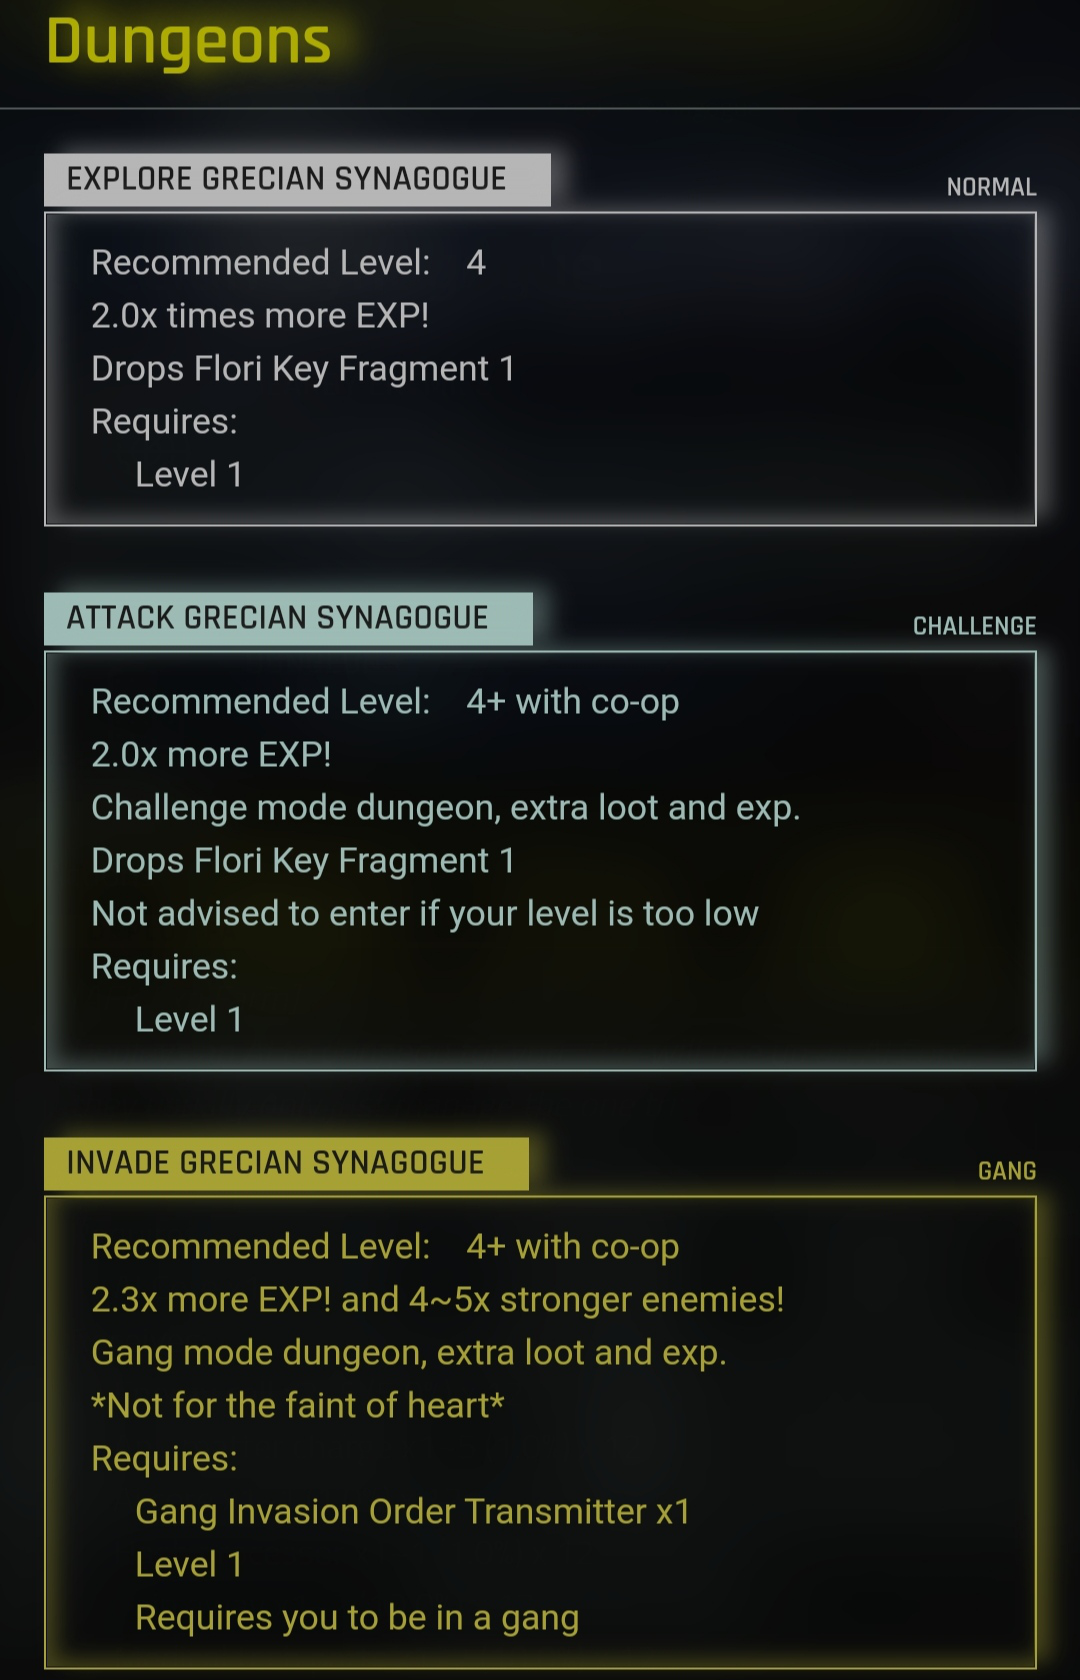 Dungeons
EXPLORE GRECIAN SYNAGOGUE
NORMAL
Recommended Level: 4
2.0x times more EXP!
Drops Flori Key Fragment 1
Requires:
Level 1
ATTACK GRECIAN SYNAGOGUE
CHALLENGE
Recommended Level: 4+ with co-op
2.0x more EXP!
Challenge mode dungeon, extra loot and exp.
Drops Flori Key Fragment 1
Not advised to enter if your level is too low
Requires:
Level 1
INVADE GRECIAN SYNAGOGUE
GANG
Recommended Level: 4+ with co-op
2.3x more EXP! and 4~5x stronger enemies!
Gang mode dungeon, extra loot and exp.
*Not for the faint of heart*
Requires:
Gang Invasion Order Transmitter x1
Level 1
Requires you to be in a gang